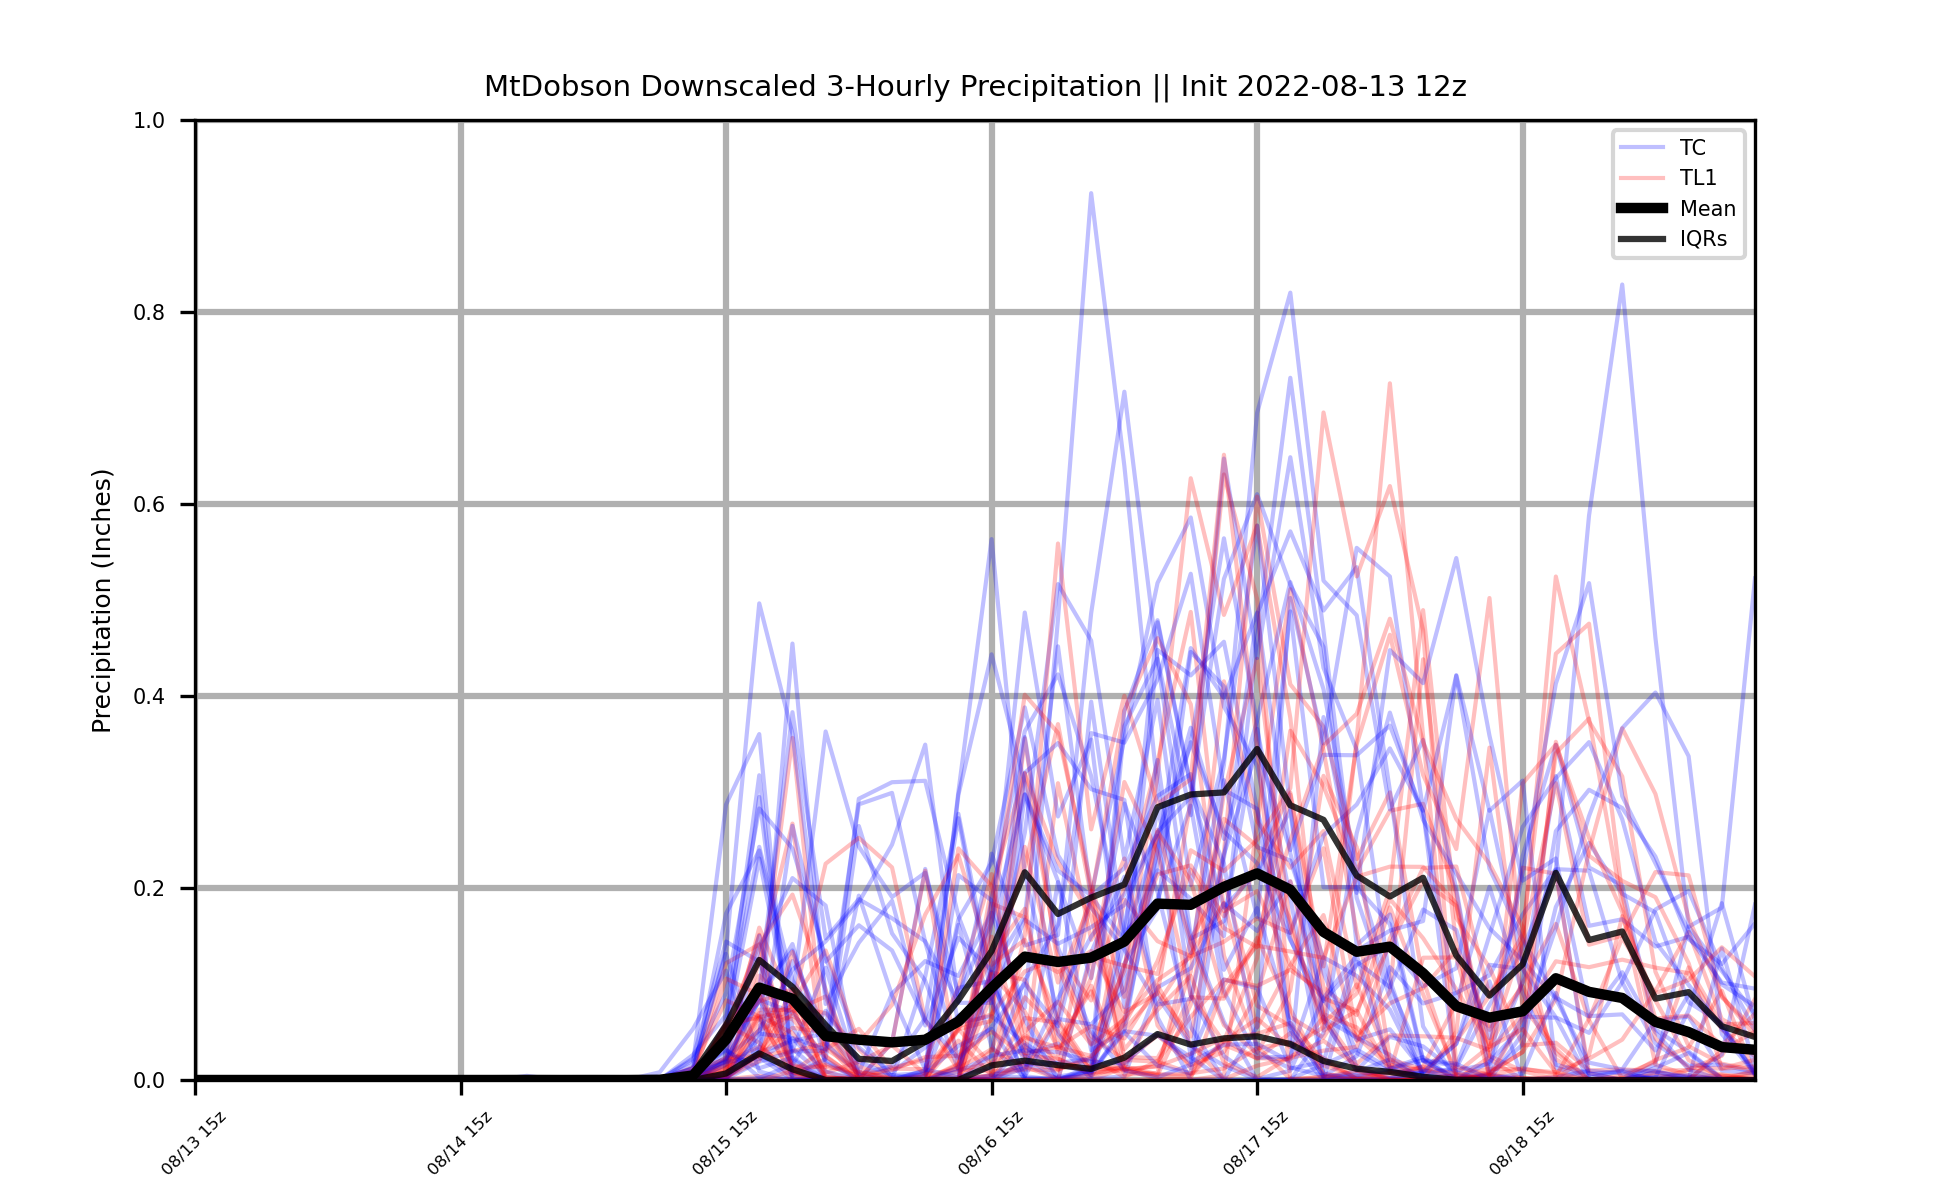 MtDobson Downscaled 3-Hourly Precipitation || Init 2022-08-13 12z
1.0
0.8
0.6
0.4
0.2
0.0
Precipitation (Inches)
TC
TL1
Mean
IQRs
08/13 15z
08/14 15z
08/15 15z
08/16 15z
08/17 15z
08/18 15z